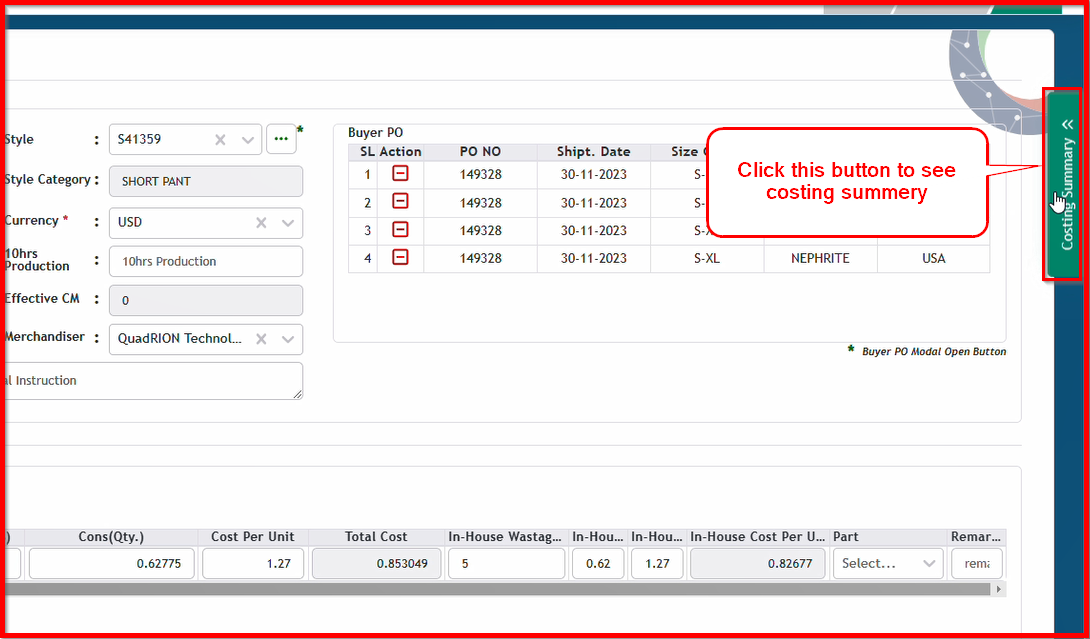 Style : S41359
Style Category : SHORT PANT
Currency * : USD
10hrs Production : 10hrs Production
Effective CM : 0
Merchandiser : QuadRION Technol...
Instruction
Buyer PO
SL Action PO NO Shipt. Date Size
1 149328 30-11-2023
2 149328 30-11-2023
3 149328 30-11-2023
4 149328 30-11-2023 S-XL NEPHRITE USA
* Buyer PO Modal Open Button
Click this button to see
costing summery
Costing Summary
Cons(Qty.) Cost Per Unit Total Cost In-House Wastag... In-Hou... In-Hou... In-House Cost Per U... Part Remar...
0.62775 1.27 0.853049 5 0.62 1.27 0.82677 Select...